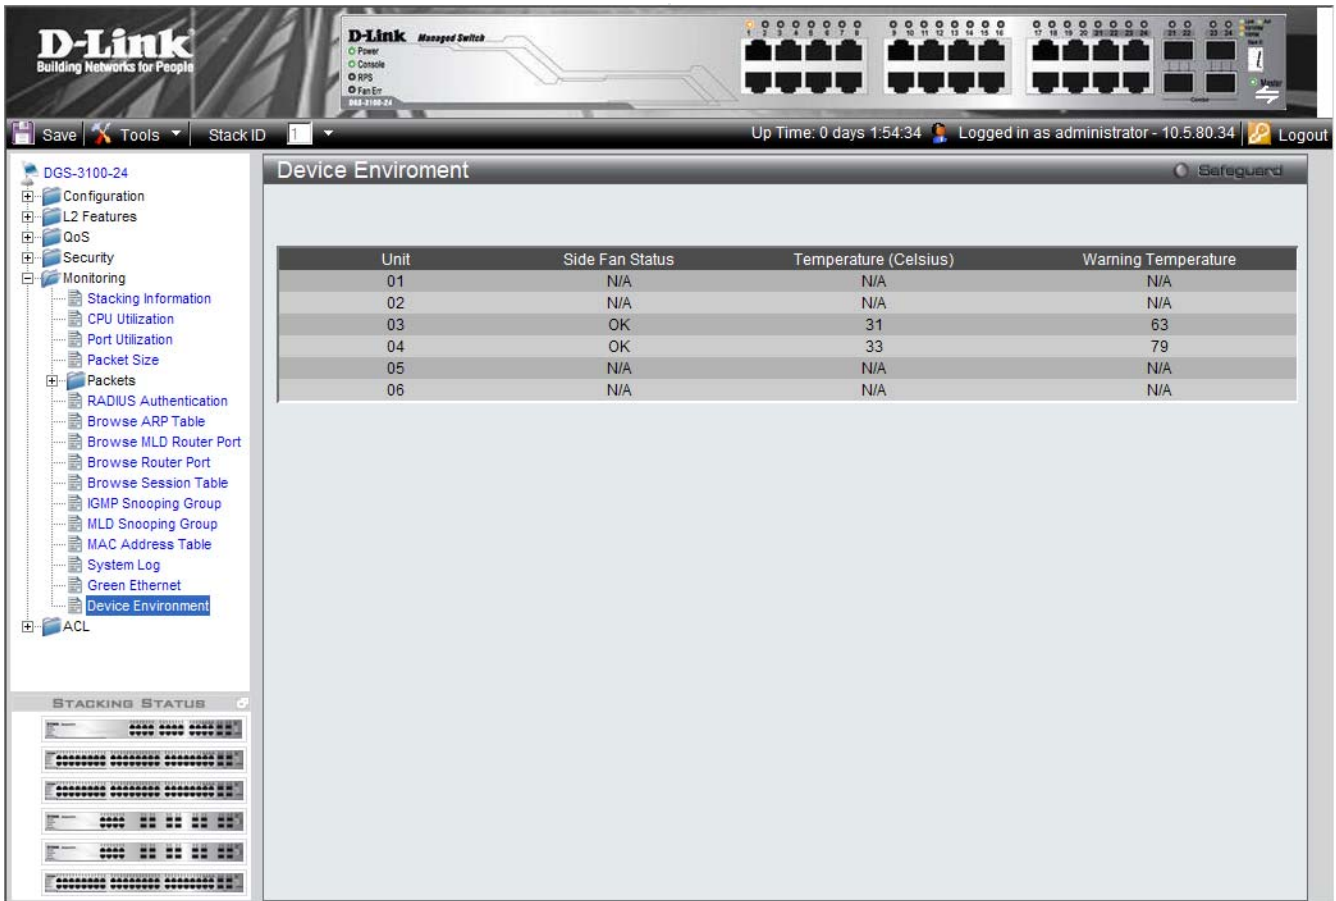 D-Link
Building Networks for People
D-Link Managed Switch
Power
Console
RPS
Fan Err
DGS-3100-24
Save Tools Stack ID 1
Up Time: 0 days 1:54:34 Logged in as administrator - 10.5.80.34 Logout
DGS-3100-24
Configuration
L2 Features
QoS
Security
Monitoring
Stacking Information
CPU Utilization
Port Utilization
Packet Size
Packets
RADIUS Authentication
Browse ARP Table
Browse MLD Router Port
Browse Router Port
Browse Session Table
IGMP Snooping Group
MLD Snooping Group
MAC Address Table
System Log
Green Ethernet
Device Environment
ACL
STACKING STATUS
Device Enviroment
Safeguard
Unit Side Fan Status Temperature (Celsius) Warning Temperature
01 N/A N/A N/A
02 N/A N/A N/A
03 OK 31 63
04 OK 33 79
05 N/A N/A N/A
06 N/A N/A N/A